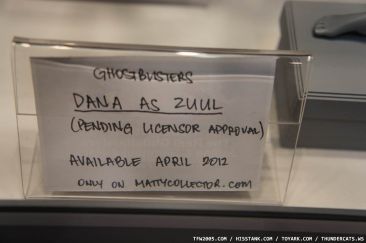 GHOSTBUSTERS
DANA AS ZUUL
(PENDING LICENSOR APPROVAL)
AVAILABLE APRIL 2012
ONLY ON MATTYCOLLECTOR.COM
TFW2005.COM / HISSTANK.COM / TOYARK.COM / THUNDERCATS.WS